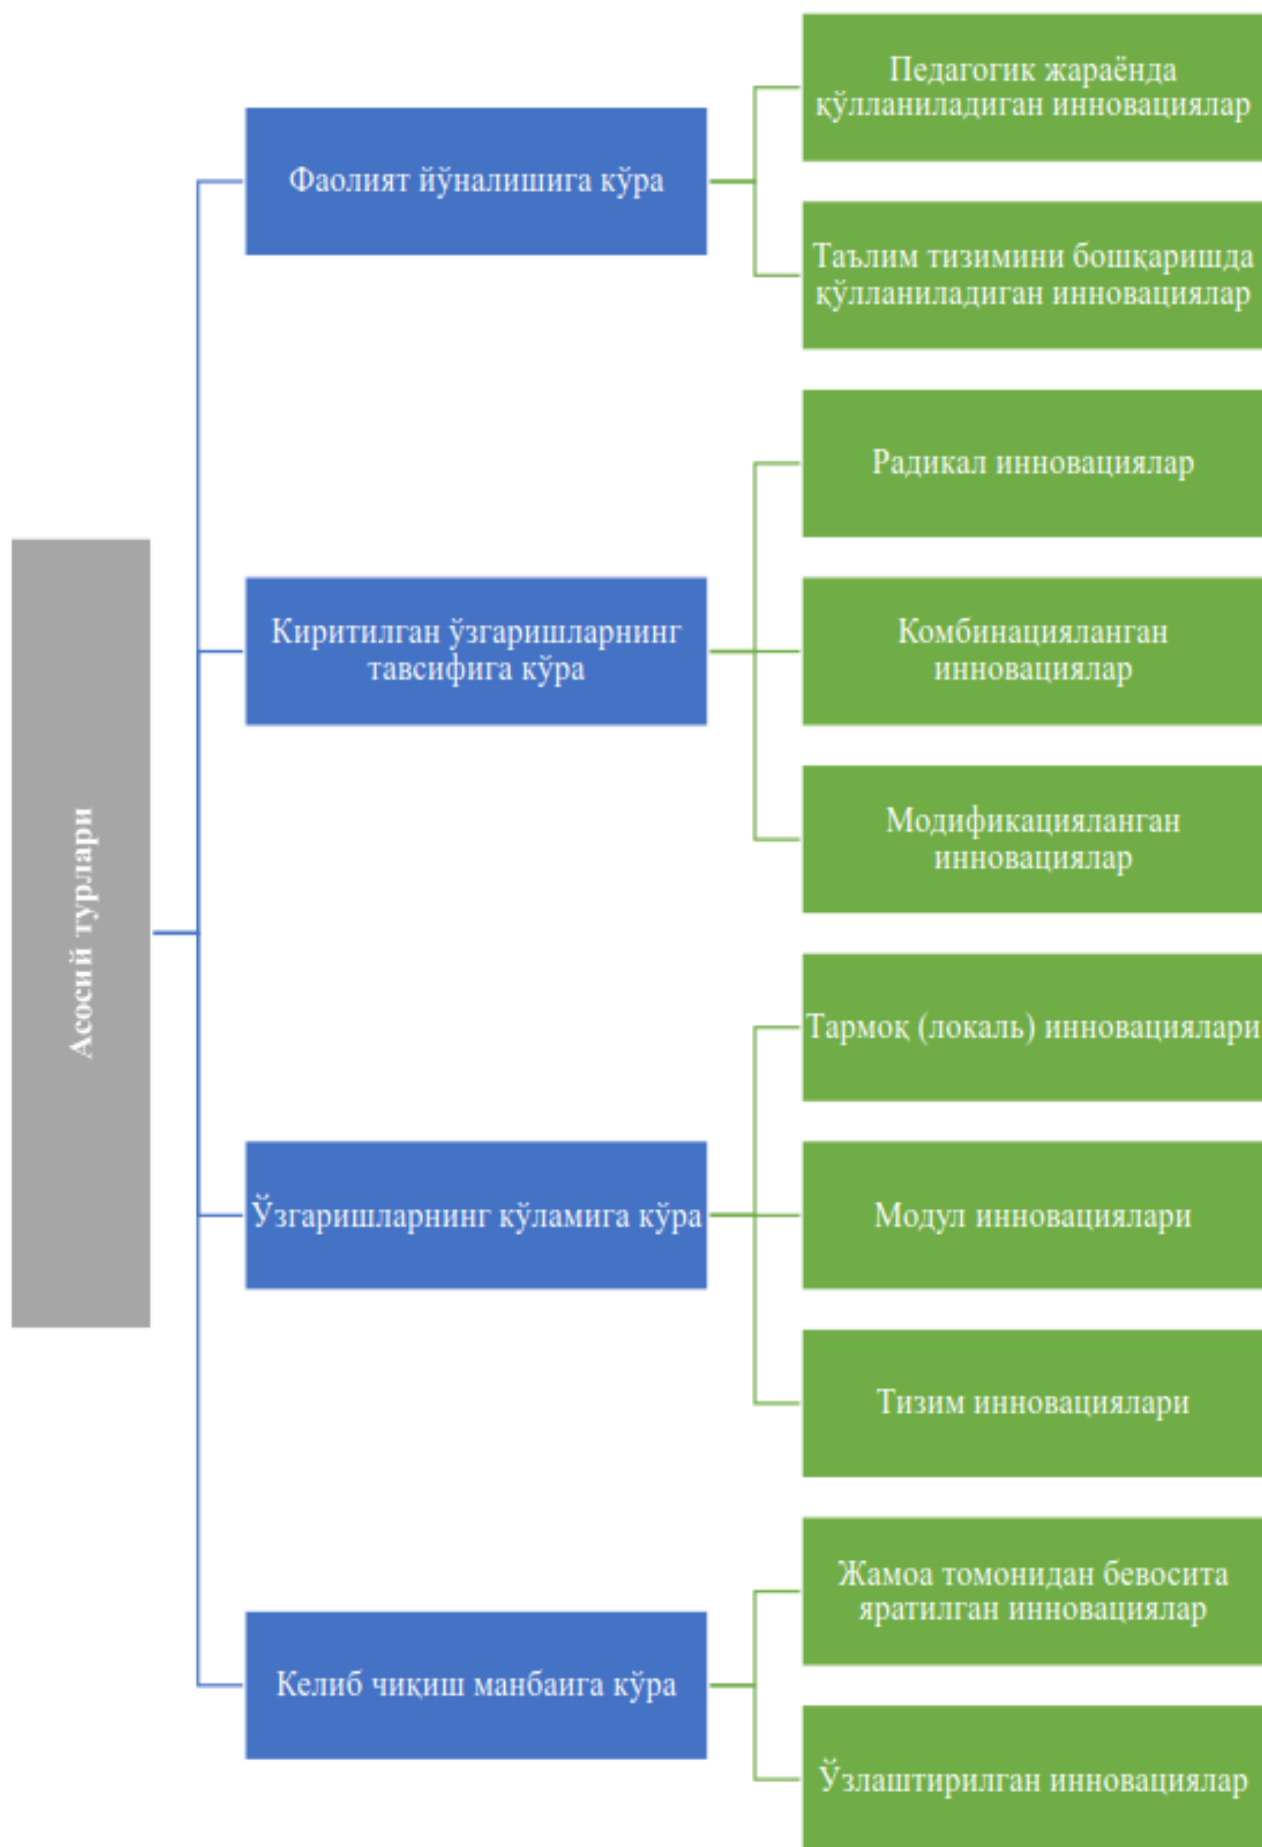 Асосий турлари
Фаолият йўналишига кўра
Педагогик жараёнда
қўлланиладиган инновациялар
Таълим тизимини бошқаришда
қўлланиладиган инновациялар
Киритилган ўзгаришларнинг
тавсифига кўра
Радикал инновациялар
Комбинацияланган
инновациялар
Модификацияланган
инновациялар
Ўзгаришларнинг кўламига кўра
Тармоқ (локаль) инновациялари
Модул инновациялари
Тизим инновациялари
Келиб чиқиш манбаига кўра
Жамоа томонидан бевосита
яратилган инновациялар
Ўзлаштирилган инновациялар